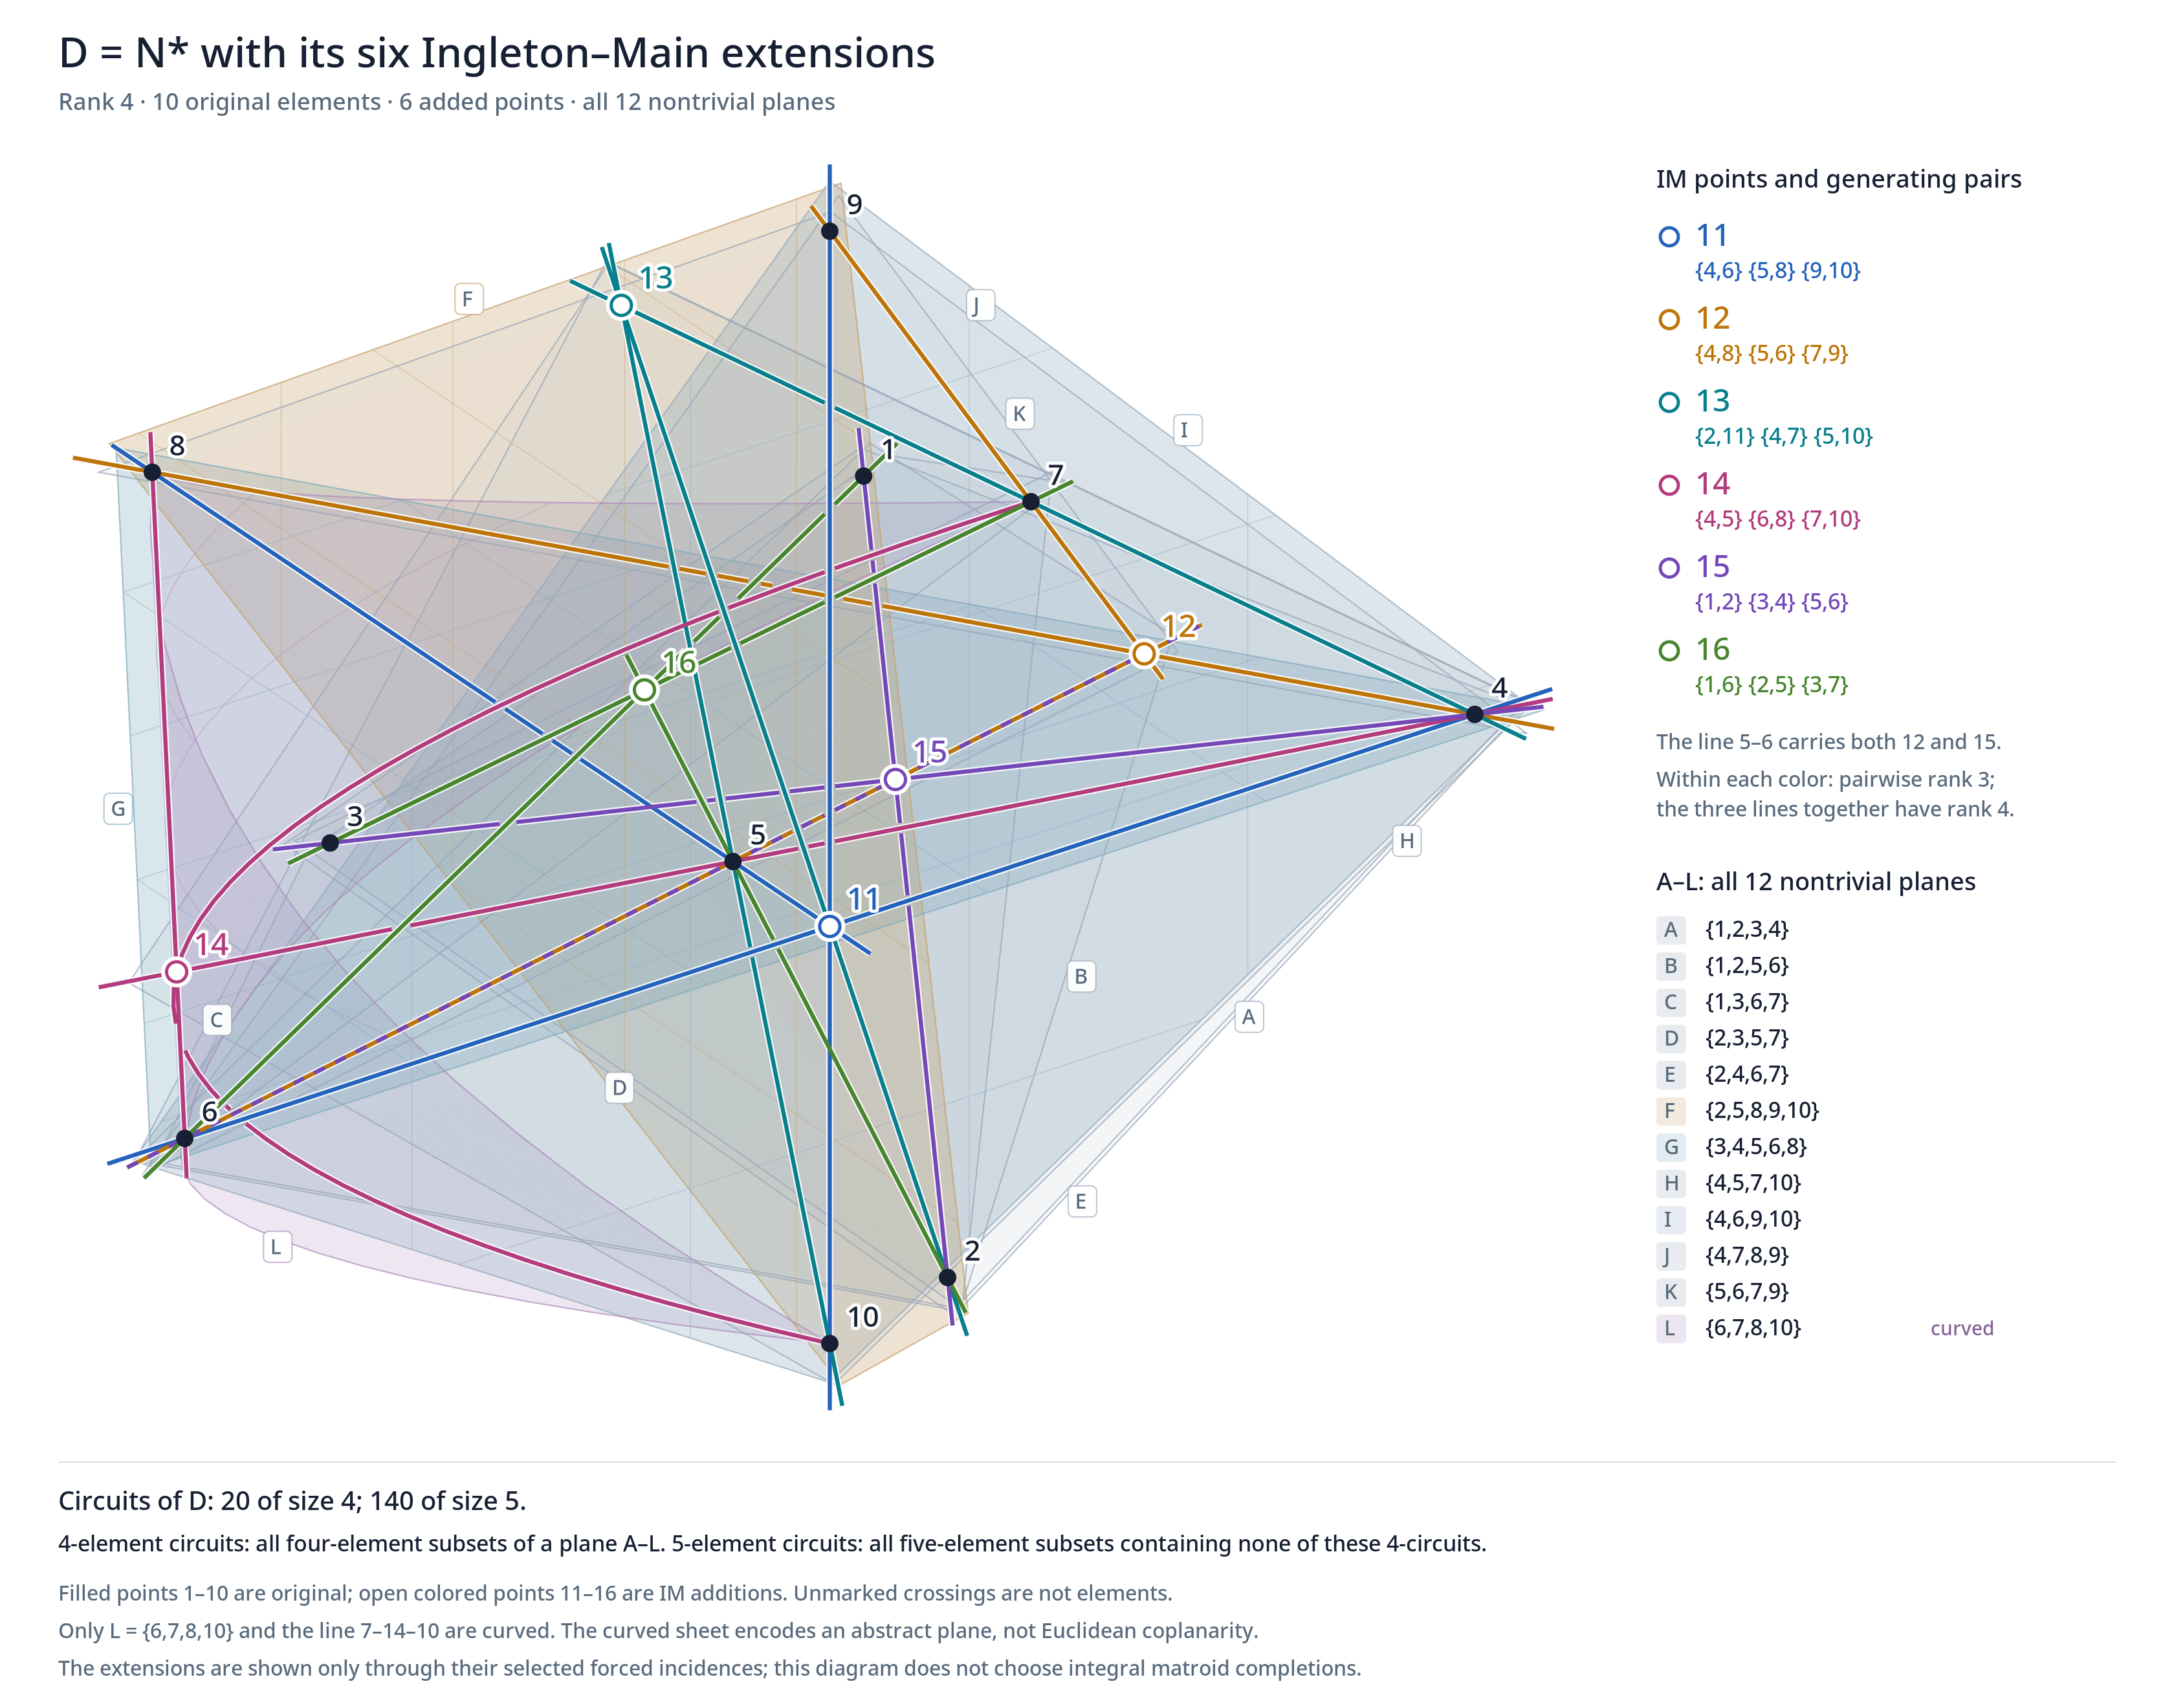 D = N* with its six Ingleton–Main extensions
Rank 4 · 10 original elements · 6 added points · all 12 nontrivial planes
9
13
F
J
K
I
8
1
7
12
4
16
15
3
5
G
H
11
14
B
C
A
D
6
E
L
2
10
IM points and generating pairs
11
{4,6} {5,8} {9,10}
12
{4,8} {5,6} {7,9}
13
{2,11} {4,7} {5,10}
14
{4,5} {6,8} {7,10}
15
{1,2} {3,4} {5,6}
16
{1,6} {2,5} {3,7}
The line 5–6 carries both 12 and 15.
Within each color: pairwise rank 3;
the three lines together have rank 4.
A–L: all 12 nontrivial planes
A {1,2,3,4}
B {1,2,5,6}
C {1,3,6,7}
D {2,3,5,7}
E {2,4,6,7}
F {2,5,8,9,10}
G {3,4,5,6,8}
H {4,5,7,10}
I {4,6,9,10}
J {4,7,8,9}
K {5,6,7,9}
L {6,7,8,10} curved
Circuits of D: 20 of size 4; 140 of size 5.
4-element circuits: all four-element subsets of a plane A–L. 5-element circuits: all five-element subsets containing none of these 4-circuits.
Filled points 1–10 are original; open colored points 11–16 are IM additions. Unmarked crossings are not elements.
Only L = {6,7,8,10} and the line 7–14–10 are curved. The curved sheet encodes an abstract plane, not Euclidean coplanarity.
The extensions are shown only through their selected forced incidences; this diagram does not choose integral matroid completions.